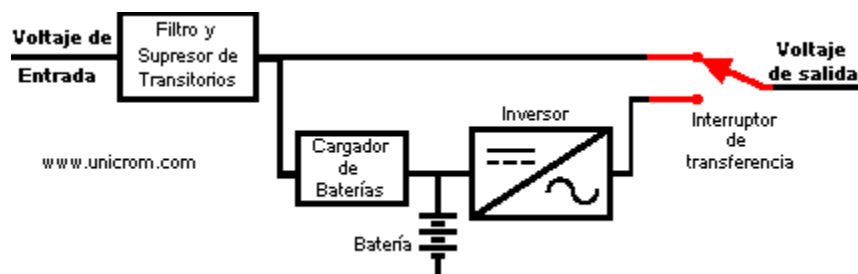 Voltaje de
Entrada
Filtro y
Supresor de
Transitorios
Voltaje
de salida
Interruptor
de
transferencia
Inversor
Cargador
de
Baterías
Batería
www.unicrom.com